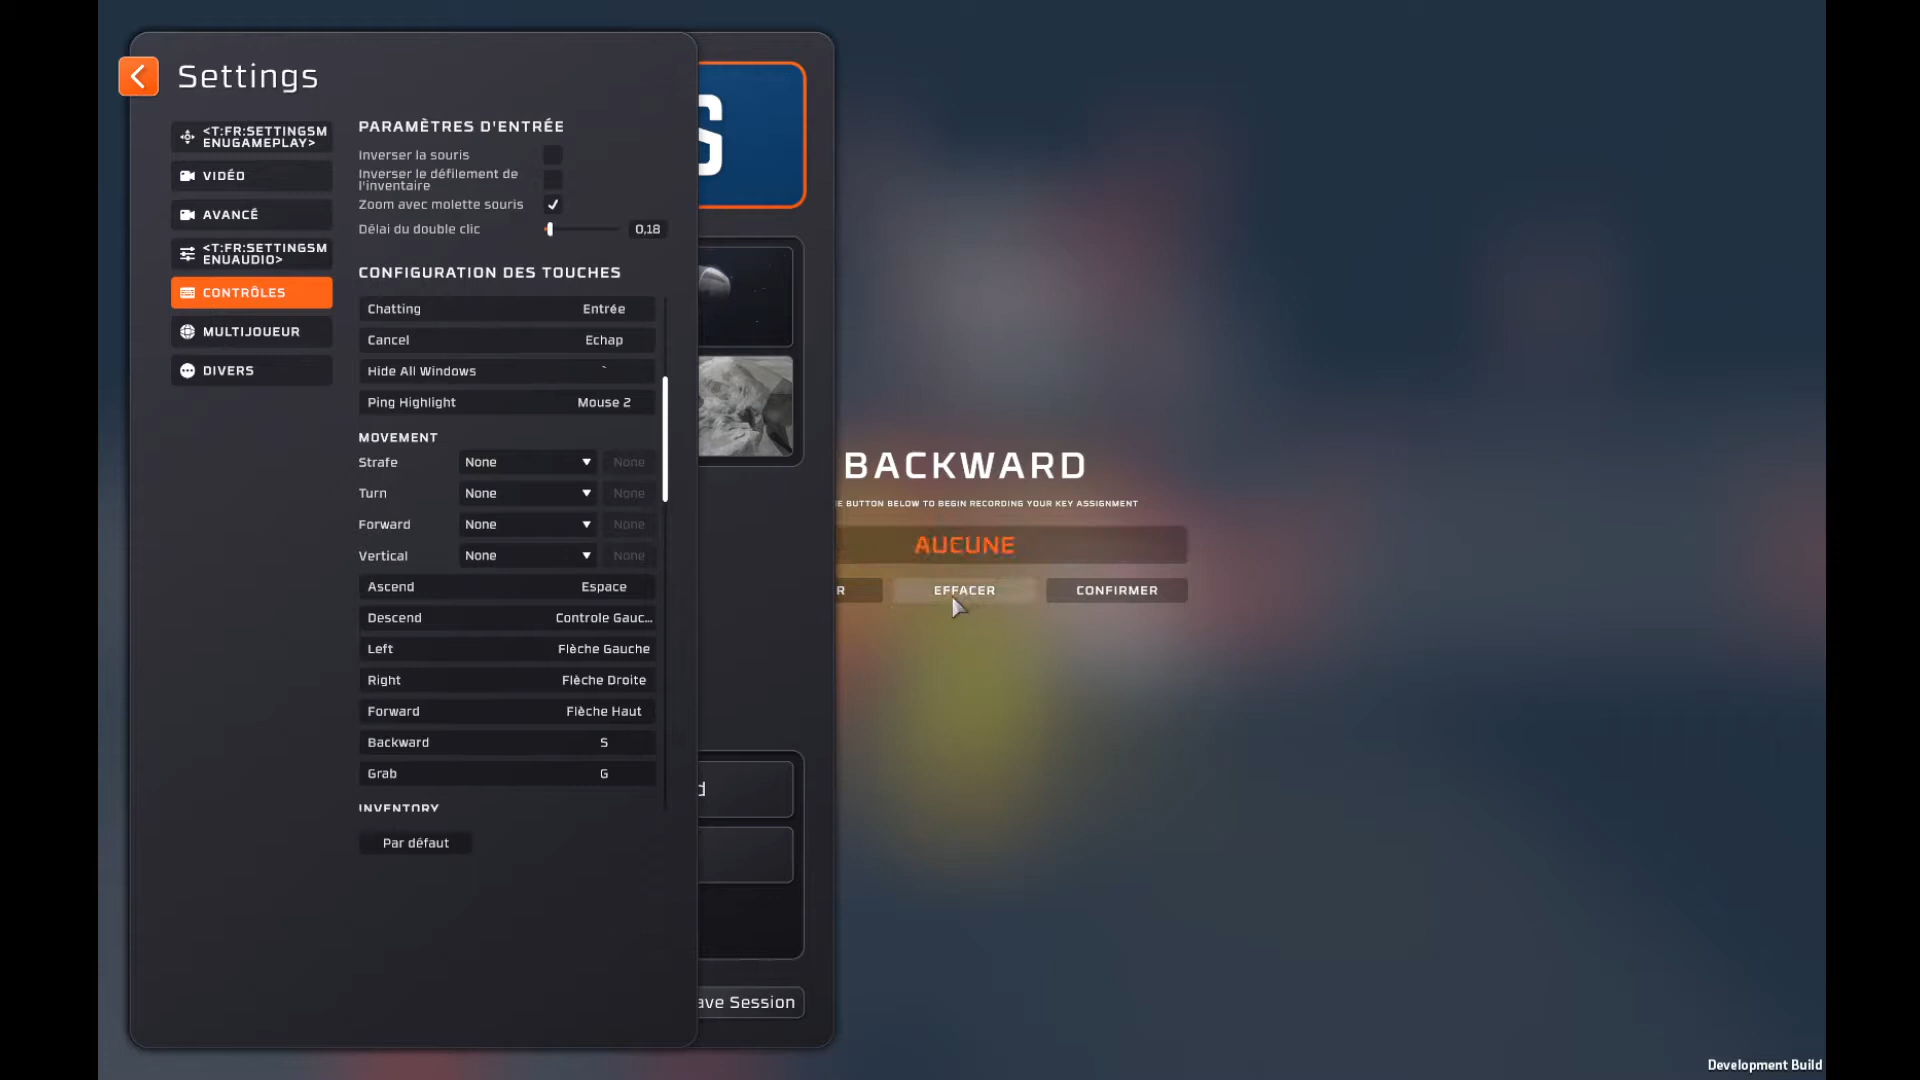 Settings
<T:FR:SETTINGSM
ENUGAMEPLAY>
VIDÉO
AVANCÉ
<T:FR:SETTINGSM
ENUAUDIO>
CONTRÔLES
MULTIJOUEUR
DIVERS
PARAMÈTRES D'ENTRÉE
Inverser la souris
Inverser le défilement de
l'inventaire
Zoom avec molette souris
Délai du double clic 0,18
CONFIGURATION DES TOUCHES
Chatting Entrée
Cancel Echap
Hide All Windows `
Ping Highlight Mouse 2
MOVEMENT
Strafe None None
Turn None None
Forward None None
Vertical None None
Ascend Espace
Descend Controle Gauc...
Left Flèche Gauche
Right Flèche Droite
Forward Flèche Haut
Backward S
Grab G
INVENTORY
Par défaut
S
d
ave Session
BACKWARD
E BUTTON BELOW TO BEGIN RECORDING YOUR KEY ASSIGNMENT
AUCUNE
R EFFACER CONFIRMER
Development Build